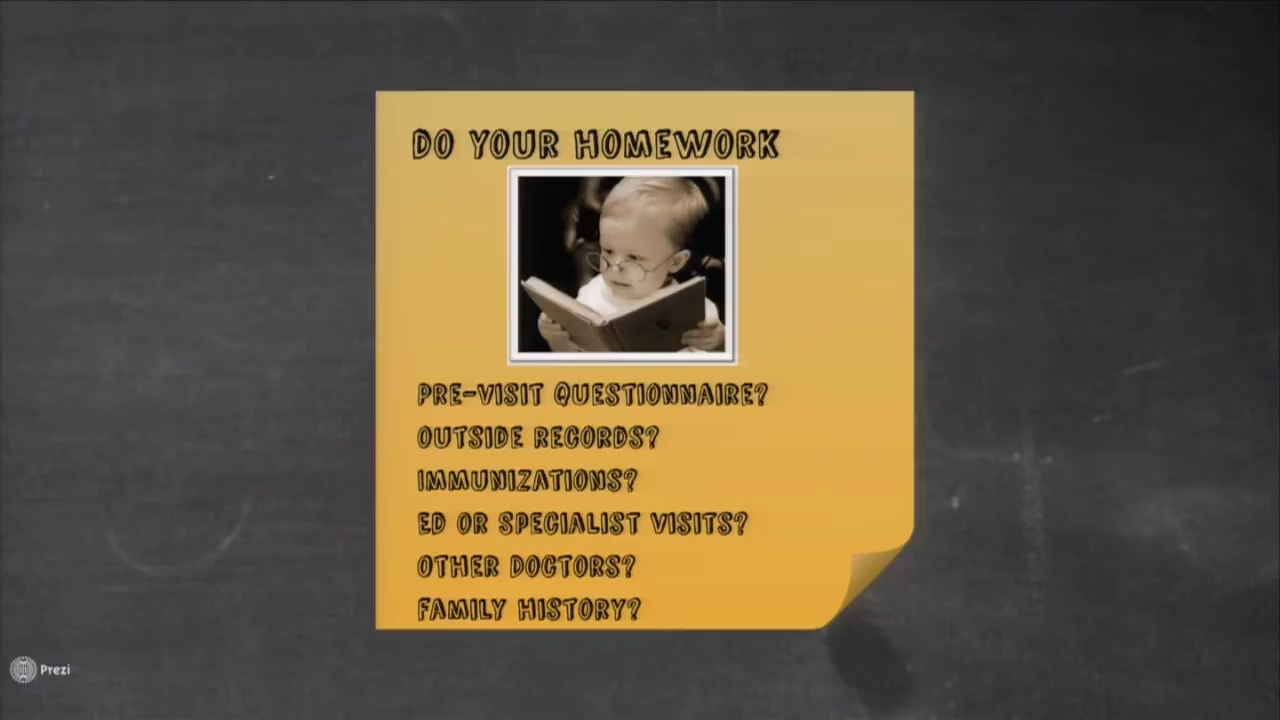 DO YOUR HOMEWORK
PRE-VISIT QUESTIONNAIRE?
OUTSIDE RECORDS?
IMMUNIZATIONS?
ED OR SPECIALIST VISITS?
OTHER DOCTORS?
FAMILY HISTORY?
Prezi